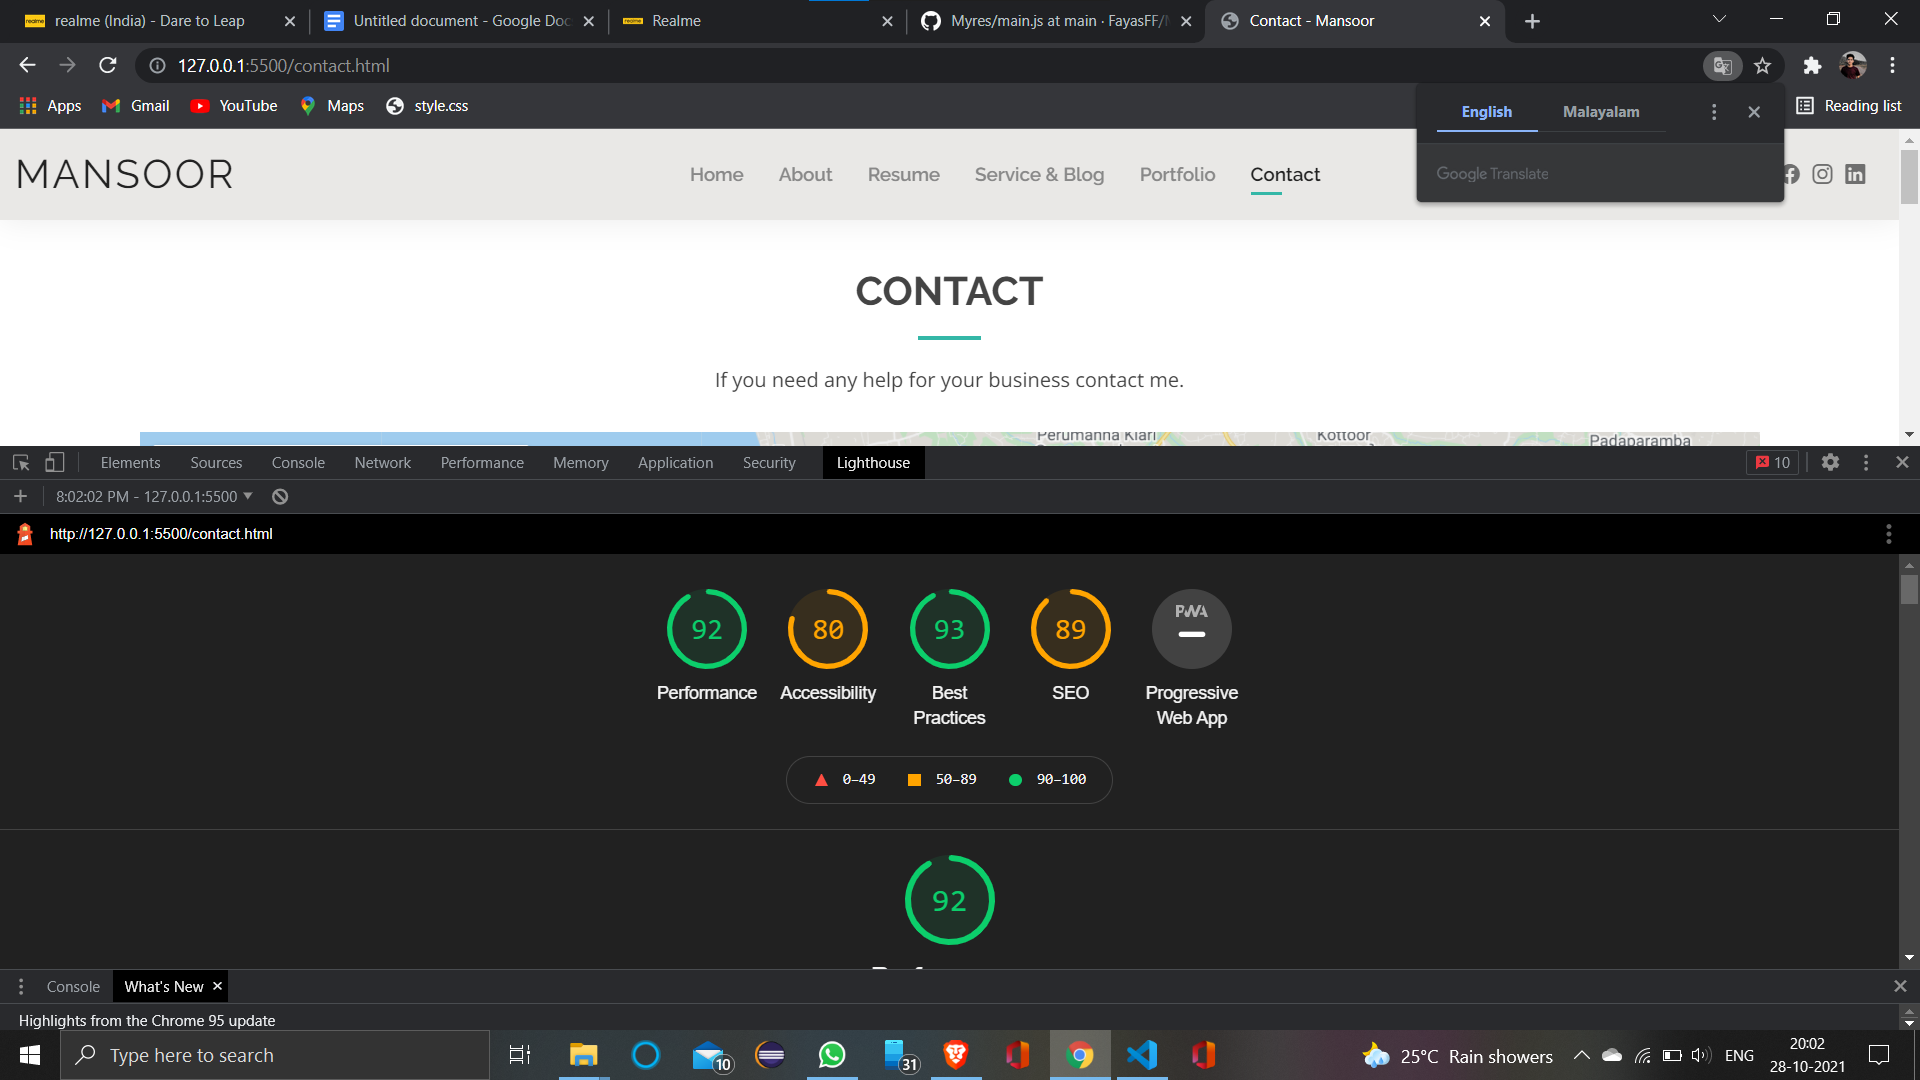 realme realme (India) - Dare to Leap
Untitled document - Google Doc
realme Realme
Myres/main.js at main · FayasFF/
Contact - Mansoor
127.0.0.1:5500/contact.html
Apps Gmail YouTube Maps style.css
Reading list
English Malayalam
Google Translate
MANSOOR
Home About Resume Service & Blog Portfolio Contact
CONTACT
If you need any help for your business contact me.
Perumanna Klari
Kottoor
Padaparamba
Elements Sources Console Network Performance Memory Application Security Lighthouse
10
8:02:02 PM - 127.0.0.1:5500
http://127.0.0.1:5500/contact.html
92 80 93 89 PWA
Performance Accessibility Best Practices SEO Progressive Web App
0–49 50–89 90–100
92
Console What's New
Highlights from the Chrome 95 update
Type here to search
10
31
25°C Rain showers
ENG
20:02
28-10-2021